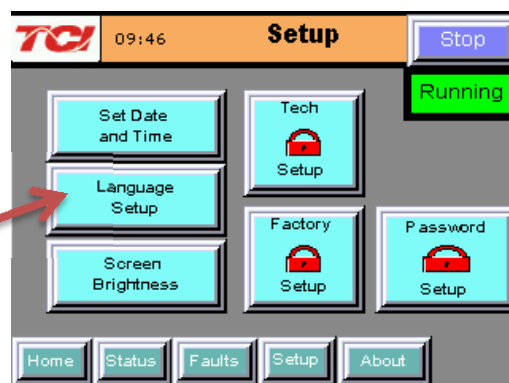 TCI
09:46
Setup
Stop
Running
Set Date
and Time
Tech
Setup
Language
Setup
Factory
Setup
Password
Setup
Screen
Brightness
Home
Status
Faults
Setup
About